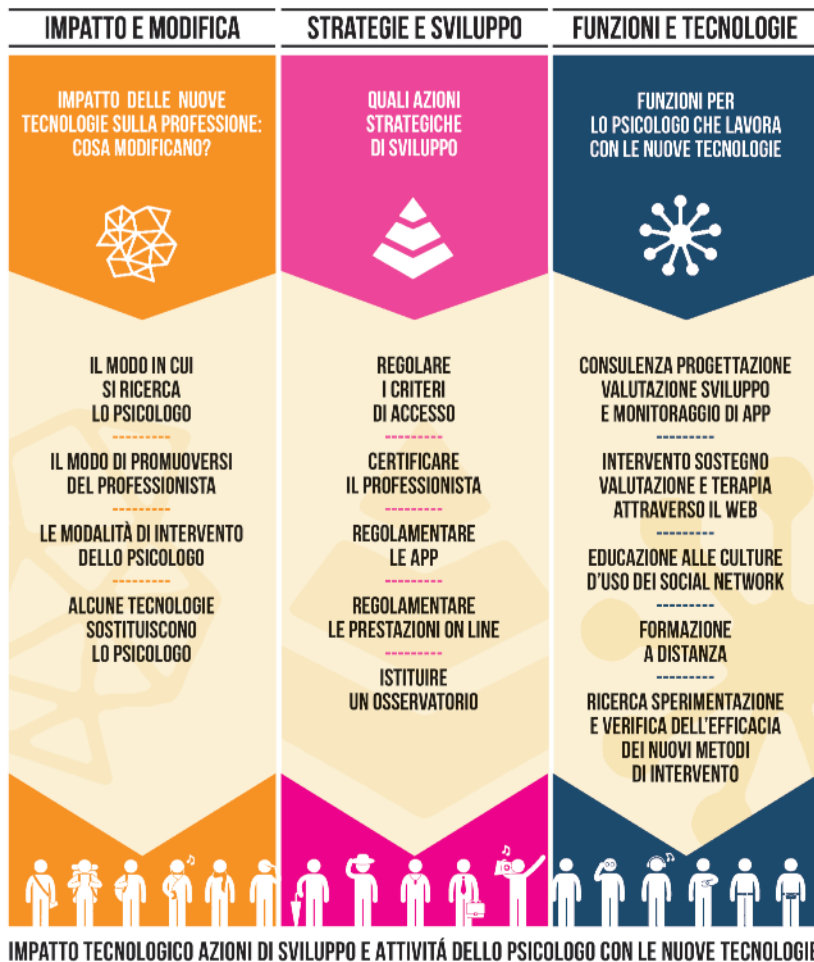 IMPATTO E MODIFICA
IMPATTO DELLE NUOVE
TECNOLOGIE SULLA PROFESSIONE:
COSA MODIFICANO?
IL MODO IN CUI
SI RICERCA
LO PSICOLOGO
IL MODO DI PROMUOVERSI
DEL PROFESSIONISTA
LE MODALITÀ DI INTERVENTO
DELLO PSICOLOGO
ALCUNE TECNOLOGIE
SOSTITUISCONO
LO PSICOLOGO
STRATEGIE E SVILUPPO
QUALI AZIONI
STRATEGICHE
DI SVILUPPO
REGOLARE
I CRITERI
DI ACCESSO
CERTIFICARE
IL PROFESSIONISTA
REGOLAMENTARE
LE APP
REGOLAMENTARE
LE PRESTAZIONI ON LINE
ISTITUIRE
UN OSSERVATORIO
FUNZIONI E TECNOLOGIE
FUNZIONI PER
LO PSICOLOGO CHE LAVORA
CON LE NUOVE TECNOLOGIE
CONSULENZA PROGETTAZIONE
VALUTAZIONE SVILUPPO
E MONITORAGGIO DI APP
INTERVENTO SOSTEGNO
VALUTAZIONE E TERAPIA
ATTRAVERSO IL WEB
EDUCAZIONE ALLE CULTURE
D'USO DEI SOCIAL NETWORK
FORMAZIONE
A DISTANZA
RICERCA SPERIMENTAZIONE
E VERIFICA DELL'EFFICACIA
DEI NUOVI METODI
DI INTERVENTO
IMPATTO TECNOLOGICO AZIONI DI SVILUPPO E ATTIVITÁ DELLO PSICOLOGO CON LE NUOVE TECNOLOGIE